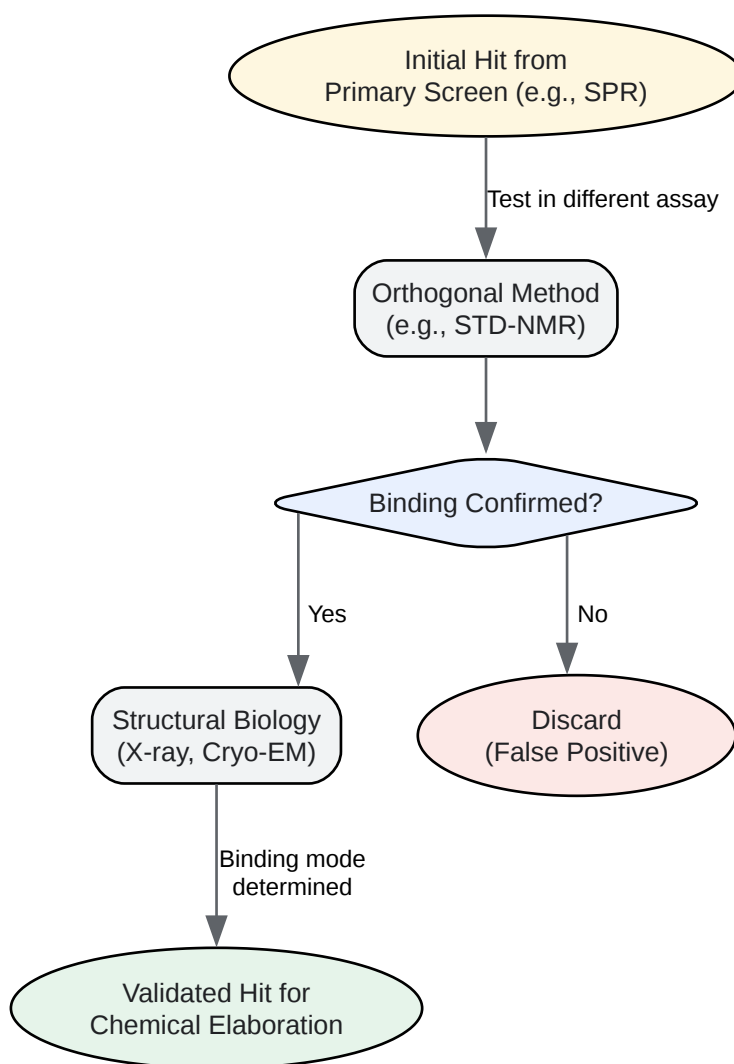 Initial Hit from
Primary Screen (e.g., SPR)
Test in different assay
Orthogonal Method
(e.g., STD-NMR)
Binding Confirmed?
Yes
No
Structural Biology
(X-ray, Cryo-EM)
Discard
(False Positive)
Binding mode
determined
Validated Hit for
Chemical Elaboration